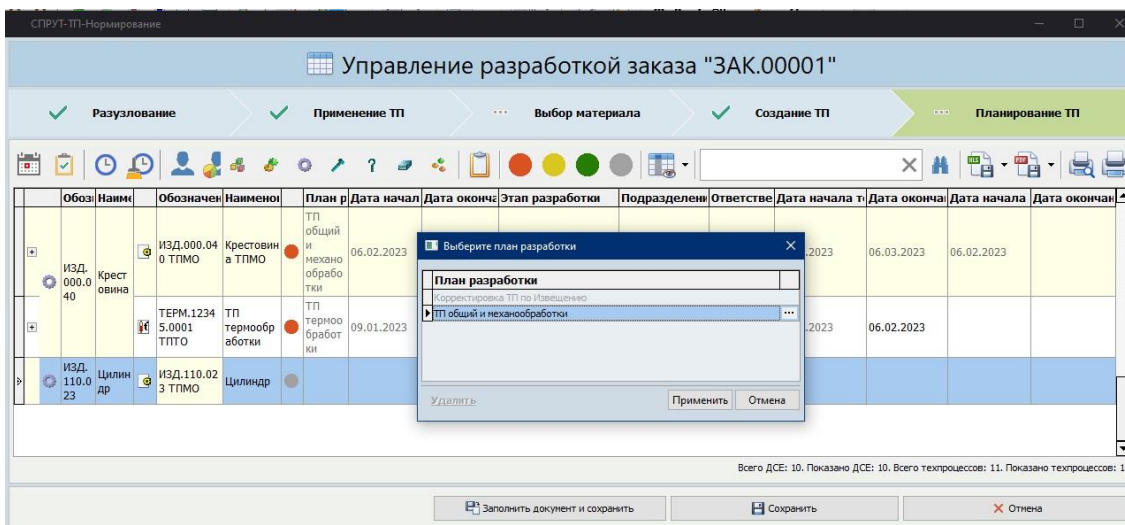 СПРУТ-ТП-Нормирование
Управление разработкой заказа "ЗАК.00001"
Разузлование
Применение ТП
Выбор материала
Создание ТП
Планирование ТП
Обоз Наиме Обозначен Наименов План р Дата начал Дата оконча Этап разработки Подразделени Ответстве Дата начала т Дата оконча Дата начала Дата окончан
ИЗД.
000.0
40
Крест
овина
ИЗД.000.04
0 ТПМО
Крестовин
а ТПМО
ТП
общий
и
механо
обрабо
тки
06.02.2023
.2023
06.03.2023
06.02.2023
ТЕРМ.1234
5.0001
ТПТО
ТП
термообр
аботки
ТП
термоо
бработ
ки
09.01.2023
.2023
06.02.2023
ИЗД.
110.0
23
Цилин
др
ИЗД.110.02
3 ТПМО
Цилиндр
Выберите план разработки
План разработки
Корректировка ТП по Извещению
ТП общий и механообработки
Удалить
Применить
Отмена
Всего ДСЕ: 10. Показано ДСЕ: 10. Всего техпроцессов: 11. Показано техпроцессов: 1
Заполнить документ и сохранить
Сохранить
Отмена